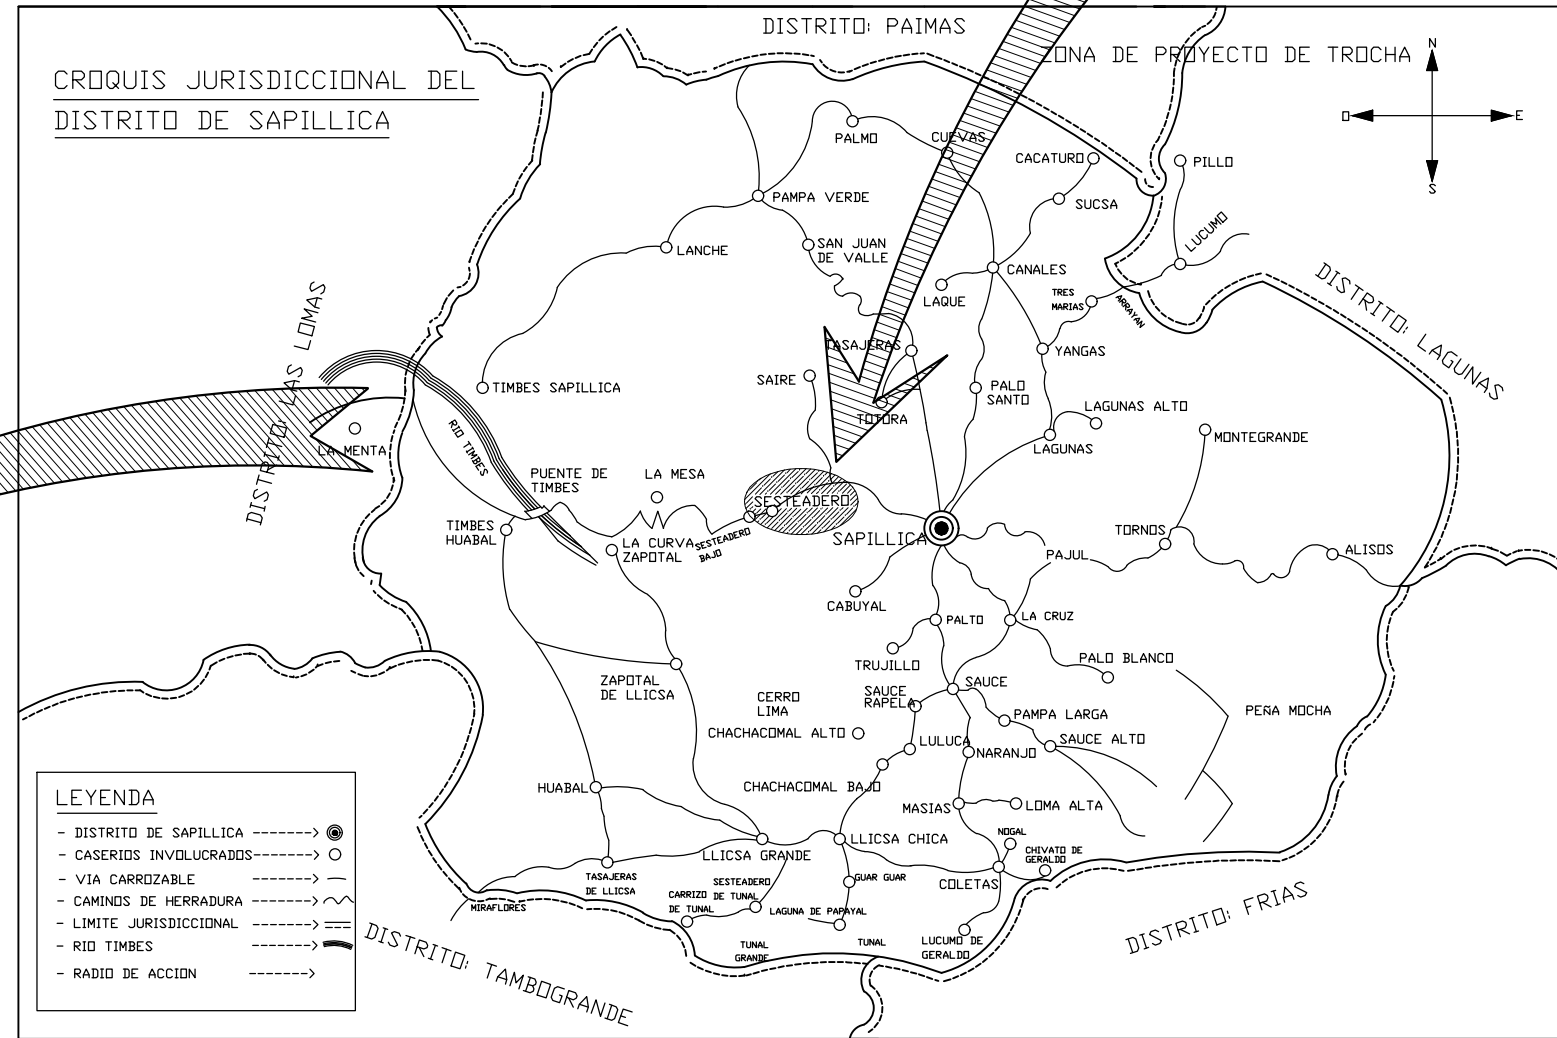 DISTRITO: PAIMAS
ZONA DE PROYECTO DE TROCHA
N
O
E
S
CROQUIS JURISDICCIONAL DEL
DISTRITO DE SAPILLICA
PALMO
CUEVAS
CACATURO
PILLO
PAMPA VERDE
SUCSA
LUCUMO
LANCHE
SAN JUAN
DE VALLE
CANALES
LAQUE
TRES
MARIAS
ARRAYAN
DISTRITO: LAGUNAS
DISTRITO: LAS LOMAS
TASAJERAS
YANGAS
TIMBES SAPILLICA
SAIRE
PALO
SANTO
LAGUNAS ALTO
TOTORA
LAGUNAS
MONTEGRANDE
LA MENTA
RIO TIMBES
PUENTE DE
TIMBES
LA MESA
SESTEADERO
TIMBES
HUABAL
LA CURVA
ZAPOTAL
SESTEADERO
BAJO
SAPILLICA
PAJUL
TORNOS
ALISOS
CABUYAL
PALTO
LA CRUZ
TRUJILLO
PALO BLANCO
ZAPOTAL
DE LLICSA
CERRO
LIMA
SAUCE
RAPELA
SAUCE
PAMPA LARGA
PEÑA MOCHA
CHACHACOMAL ALTO
LULUCA
NARANJO
SAUCE ALTO
HUABAL
CHACHACOMAL BAJO
MASIAS
LOMA ALTA
LLICSA GRANDE
LLICSA CHICA
NOGAL
CHIVATO DE
GERALDO
TASAJERAS
DE LLICSA
SESTEADERO
DE TUNAL
CARRIZO
DE TUNAL
GUAR GUAR
COLETAS
MIRAFLORES
LAGUNA DE PAPAYAL
TUNAL
GRANDE
TUNAL
LUCUMO DE
GERALDO
DISTRITO: TAMBOGRANDE
DISTRITO: FRIAS
LEYENDA
- DISTRITO DE SAPILLICA ------->
- CASERIOS INVOLUCRADOS------->
- VIA CARROZABLE ------->
- CAMINOS DE HERRADURA ------->
- LIMITE JURISDICCIONAL ------->
- RIO TIMBES ------->
- RADIO DE ACCION ------->